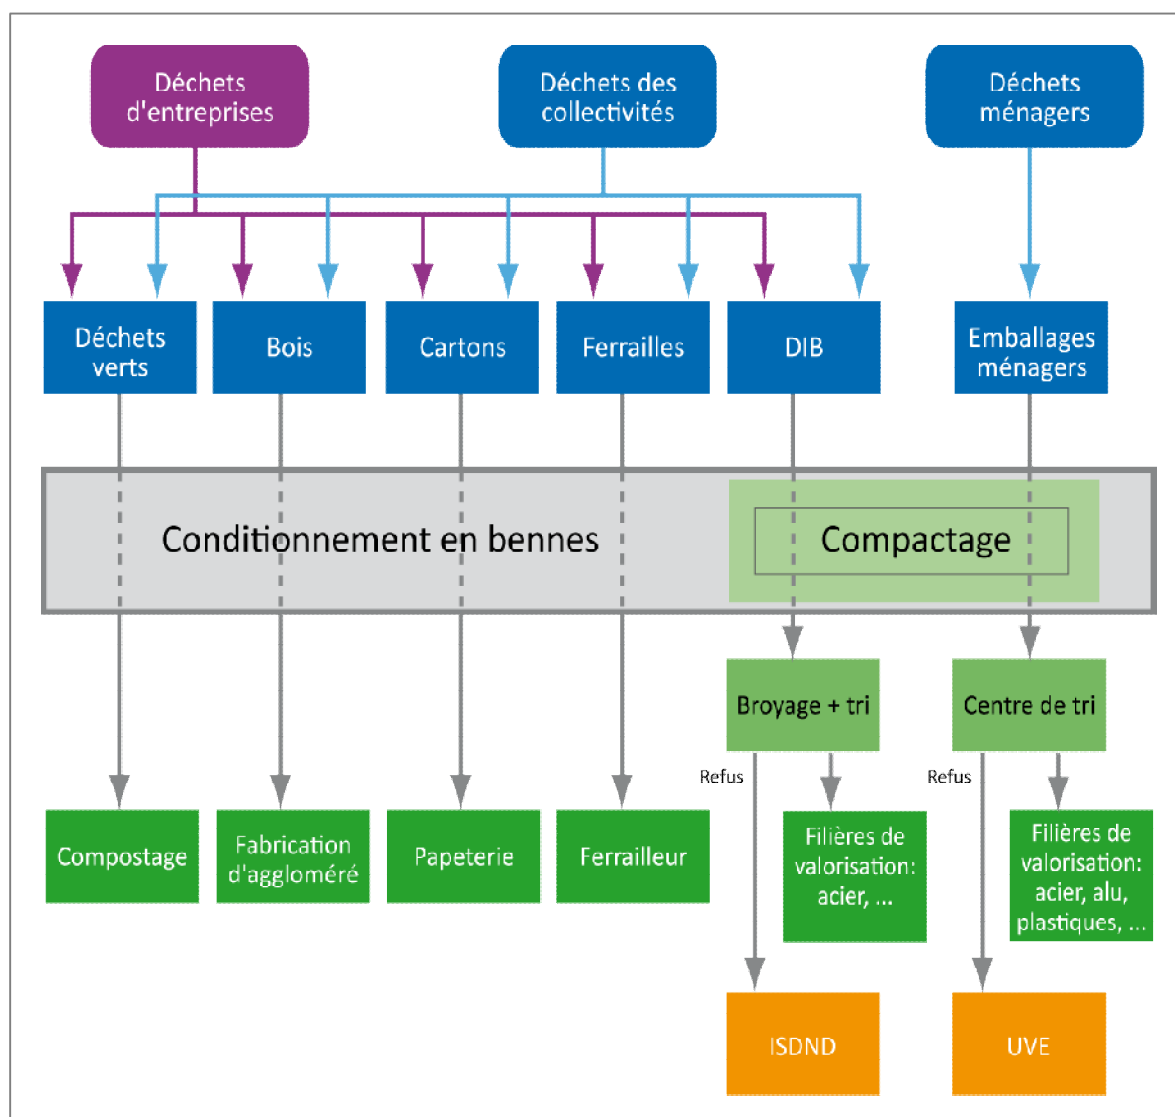 Déchets
d'entreprises
Déchets des
collectivités
Déchets
ménagers
Déchets
verts
Bois
Cartons
Ferrailles
DIB
Emballages
ménagers
Conditionnement en bennes
Compactage
Broyage + tri
Centre de tri
Refus
Refus
Compostage
Fabrication
d'aggloméré
Papeterie
Ferrailleur
Filières de
valorisation:
acier, ...
Filières de
valorisation:
acier, alu,
plastiques, ...
ISDND
UVE